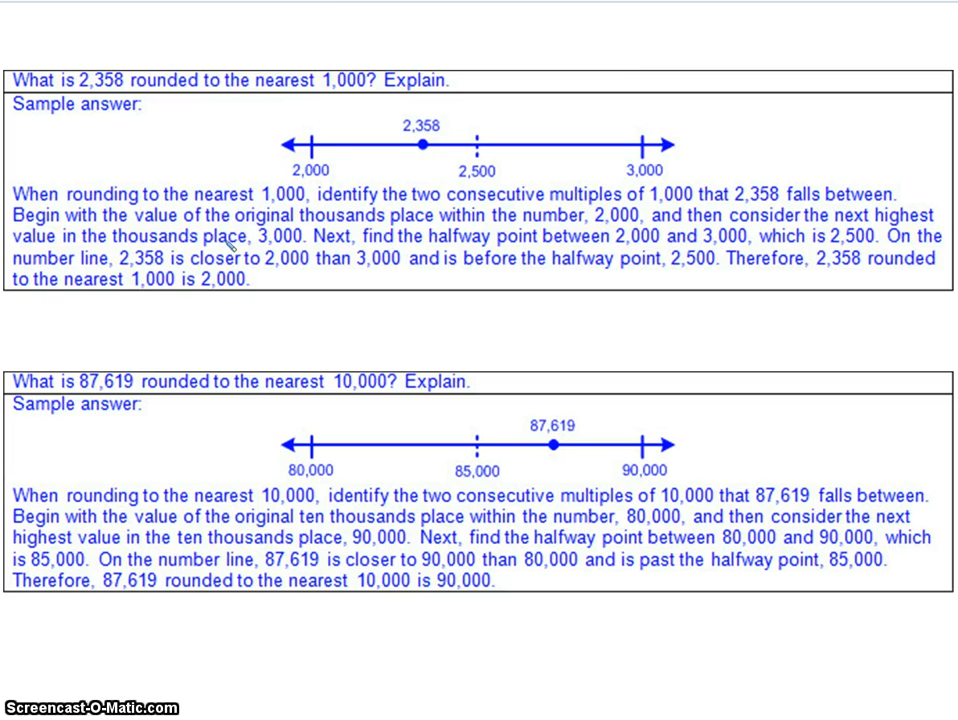 What is 2,358 rounded to the nearest 1,000? Explain.
Sample answer:
2,358
2,000 2,500 3,000
When rounding to the nearest 1,000, identify the two consecutive multiples of 1,000 that 2,358 falls between.
Begin with the value of the original thousands place within the number, 2,000, and then consider the next highest
value in the thousands place, 3,000. Next, find the halfway point between 2,000 and 3,000, which is 2,500. On the
number line, 2,358 is closer to 2,000 than 3,000 and is before the halfway point, 2,500. Therefore, 2,358 rounded
to the nearest 1,000 is 2,000.
What is 87,619 rounded to the nearest 10,000? Explain.
Sample answer:
87,619
80,000 85,000 90,000
When rounding to the nearest 10,000, identify the two consecutive multiples of 10,000 that 87,619 falls between.
Begin with the value of the original ten thousands place within the number, 80,000, and then consider the next
highest value in the ten thousands place, 90,000. Next, find the halfway point between 80,000 and 90,000, which
is 85,000. On the number line, 87,619 is closer to 90,000 than 80,000 and is past the halfway point, 85,000.
Therefore, 87,619 rounded to the nearest 10,000 is 90,000.
Screencast-O-Matic.com